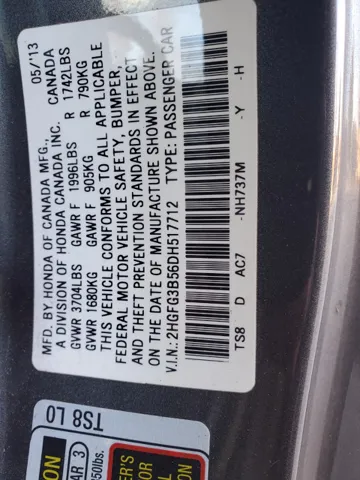 MFD. BY HONDA OF CANADA MFG., 05/'13
A DIVISION OF HONDA CANADA INC. CANADA
GVWR 3704LBS GAWR F 1996LBS R 1742LBS
GVWR 1680KG GAWR F 905KG R 790KG
THIS VEHICLE CONFORMS TO ALL APPLICABLE
FEDERAL MOTOR VEHICLE SAFETY, BUMPER,
AND THEFT PREVENTION STANDARDS IN EFFECT
ON THE DATE OF MANUFACTURE SHOWN ABOVE.
V.I.N.: 2HGFG3B56DH517712 TYPE: PASSENGER CAR
TS8 D AC7 -NH737M -Y -H
TS8 L0